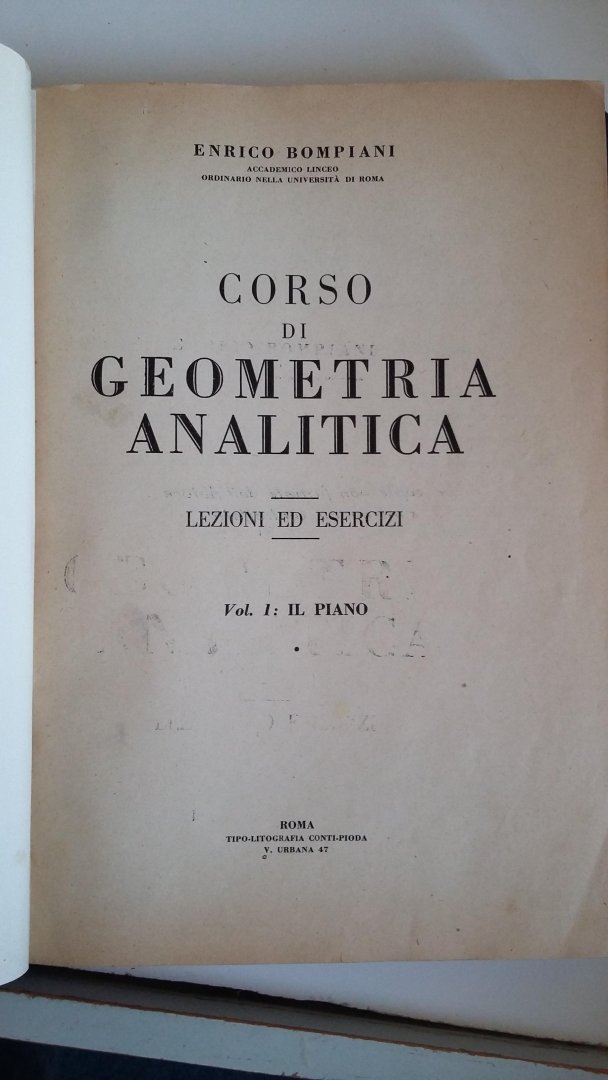 ENRICO BOMPIANI
ACCADEMICO LINCEO
ORDINARIO NELLA UNIVERSITÀ DI ROMA
CORSO
DI
GEOMETRIA
ANALITICA
LEZIONI ED ESERCIZI
Vol. 1: IL PIANO
ROMA
TIPO-LITOGRAFIA CONTI-PIODA
V. URBANA 47